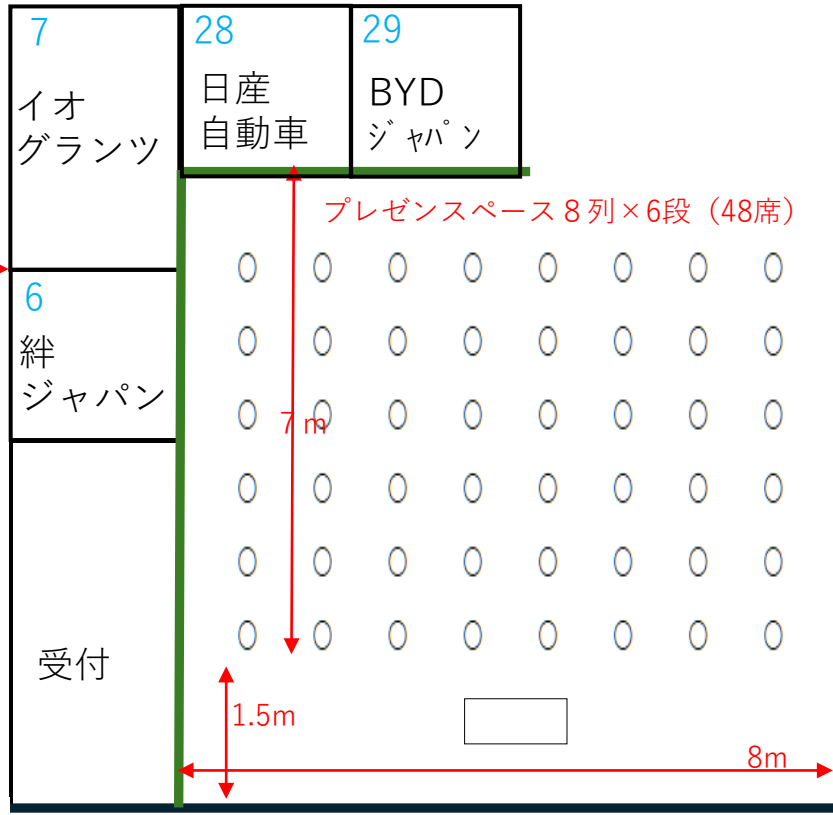 7
イオ
グランツ
28
日産
自動車
29
BYD
ジャパン
プレゼンスペース８列×6段（48席）
6
絆
ジャパン
7ｍ
受付
1.5m
8m